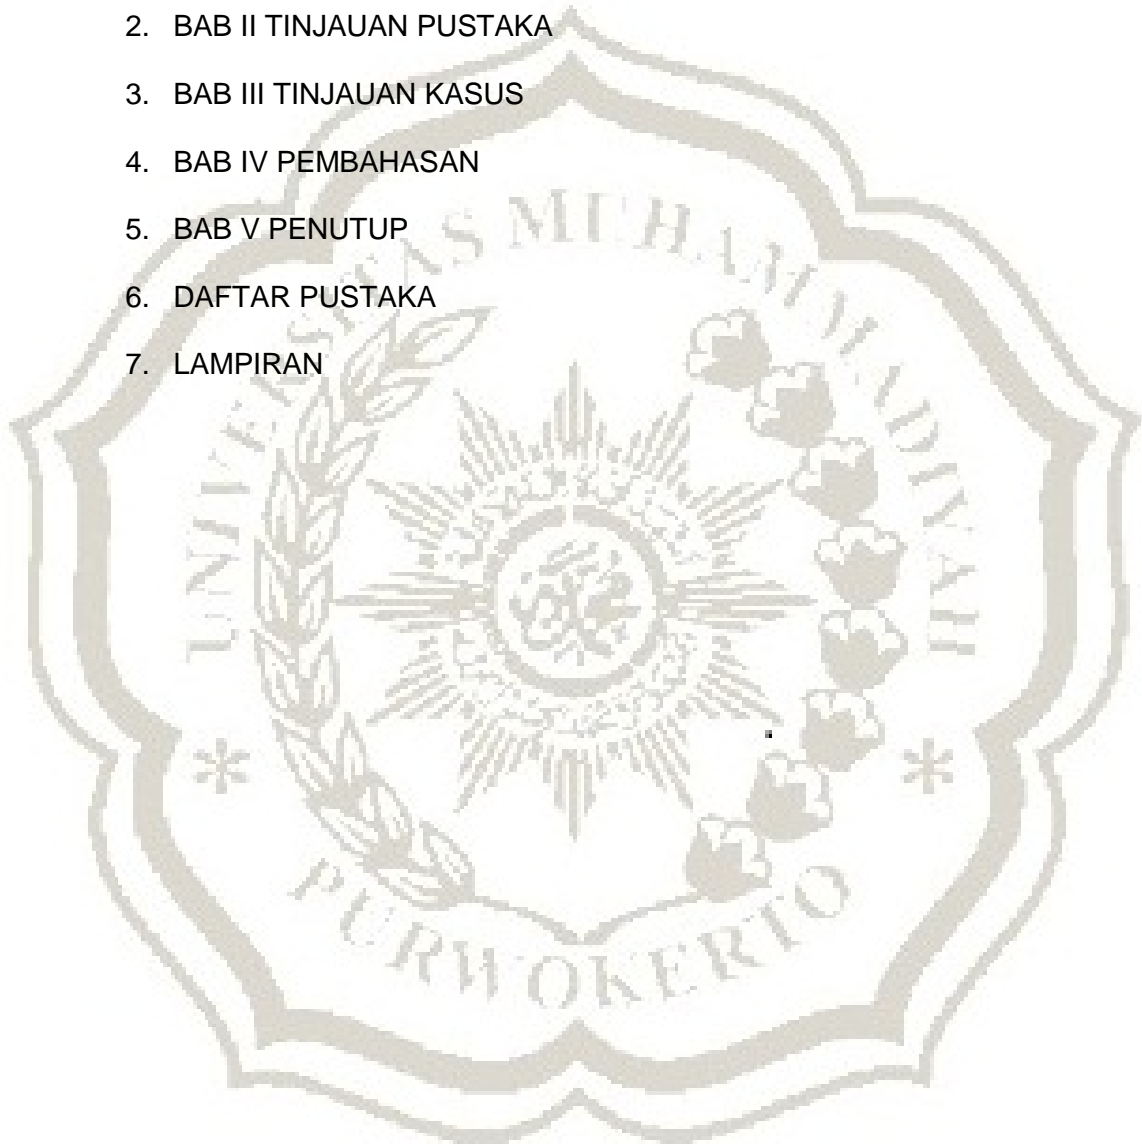 2. BAB II TINJAUAN PUSTAKA
3. BAB III TINJAUAN KASUS
4. BAB IV PEMBAHASAN
5. BAB V PENUTUP
6. DAFTAR PUSTAKA
7. LAMPIRAN
UNIVERSITAS MUHAMMADIYAH
PURWOKERTO